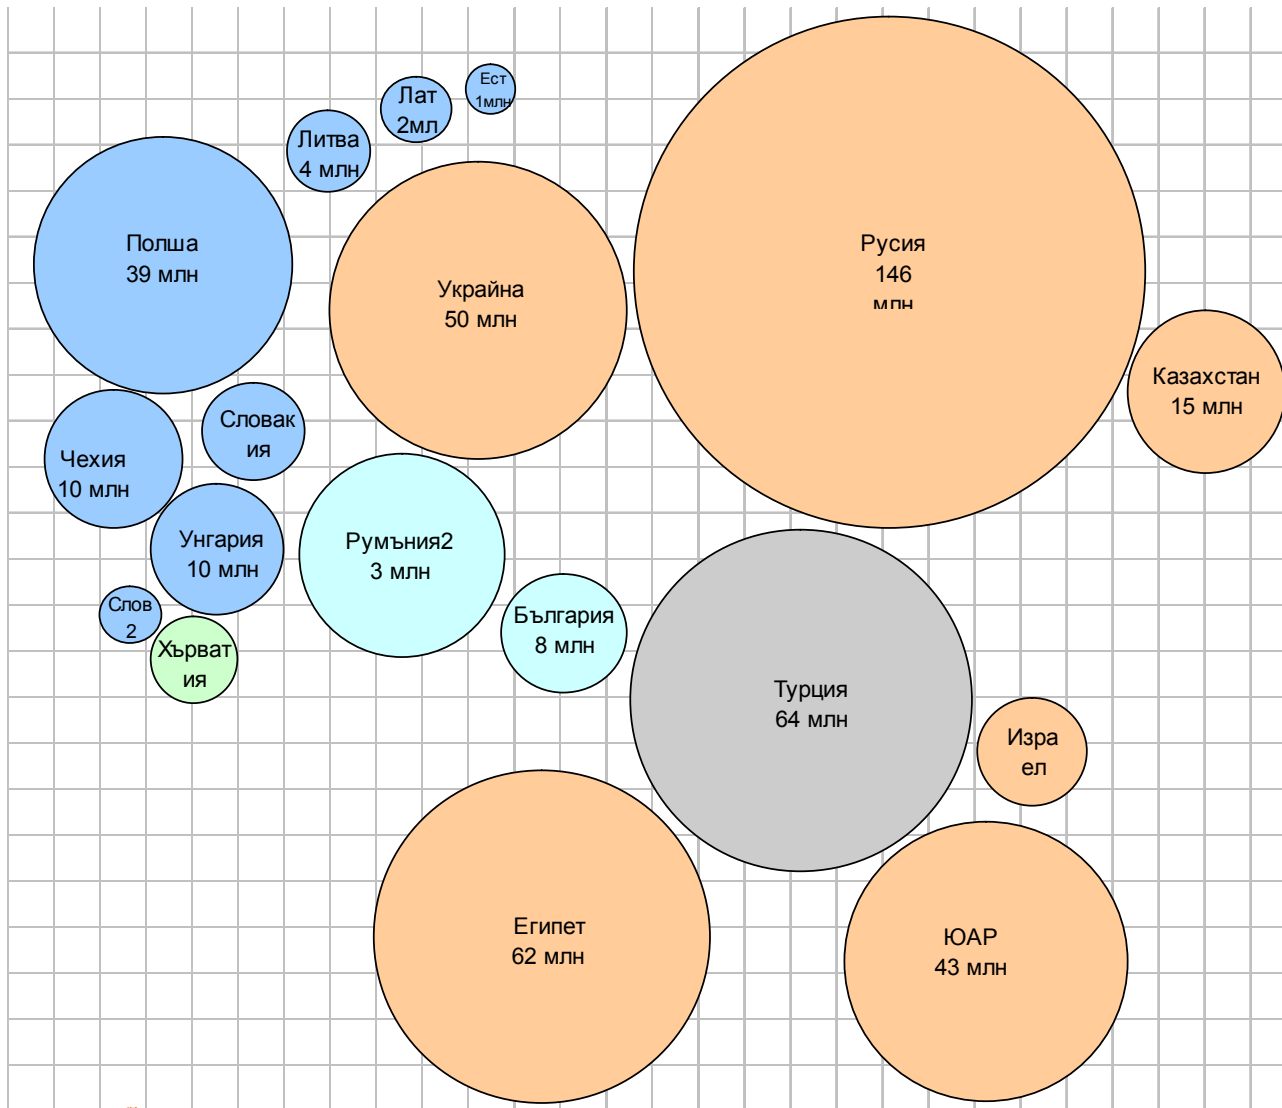 Ест
1млн
Лат
2мл
Литва
4 млн
Полша
39 млн
Украйна
50 млн
Русия
146
млн
Казахстан
15 млн
Словак
ия
Чехия
10 млн
Унгария
10 млн
Румъния2
3 млн
Слов
2
Хърват
ия
България
8 млн
Турция
64 млн
Изра
ел
Египет
62 млн
ЮАР
43 млн